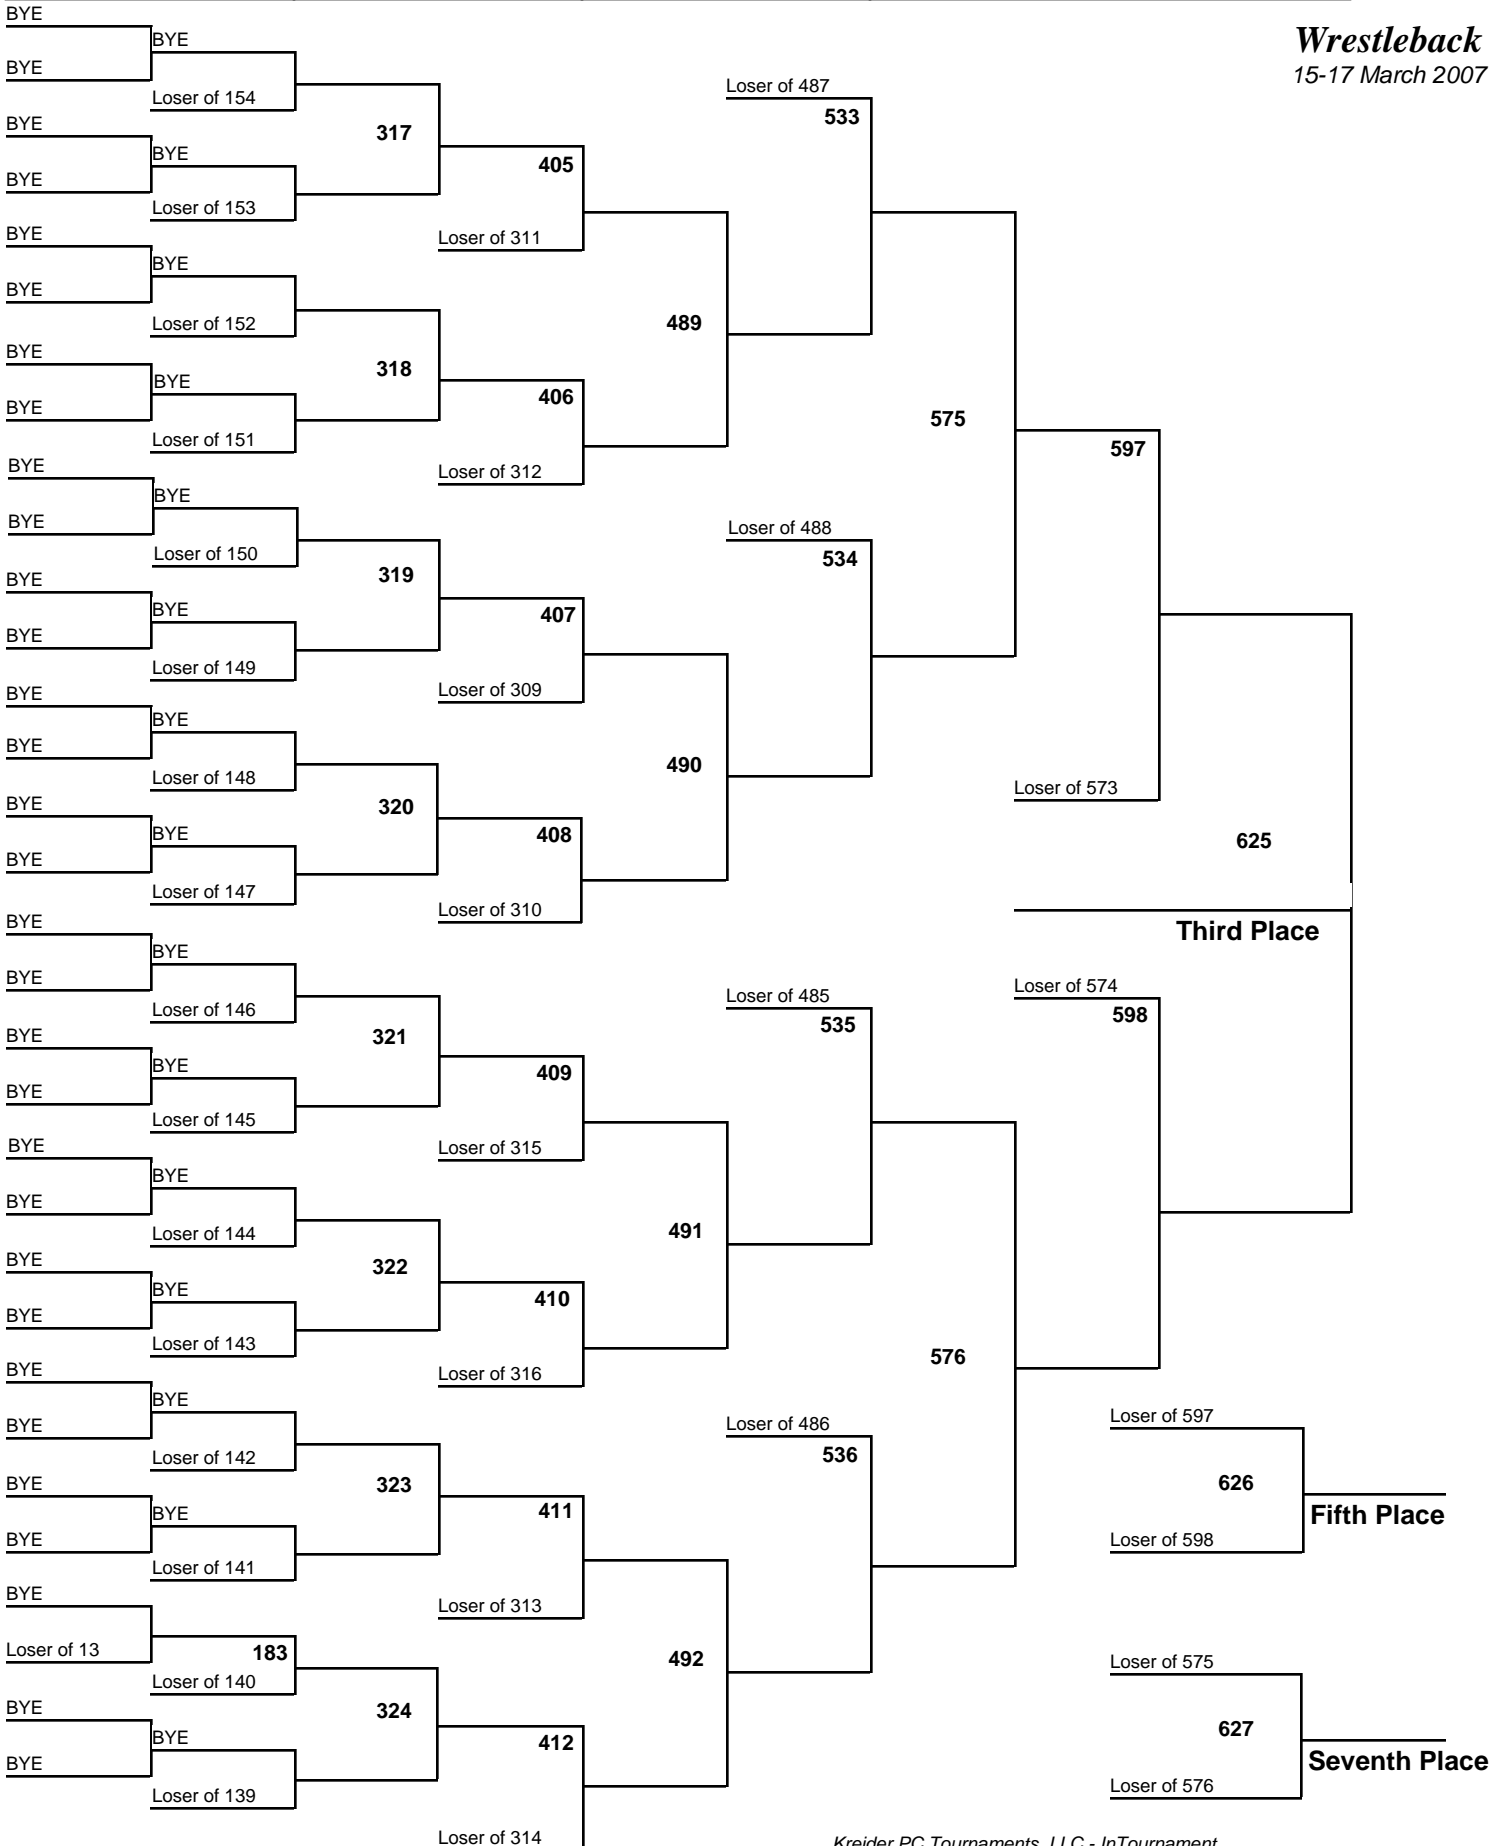 Wrestleback
15-17 March 2007
BYE
BYE
BYE
Loser of 154
Loser of 487
533
BYE
317
BYE
405
BYE
Loser of 153
BYE
Loser of 311
BYE
BYE
Loser of 152
489
BYE
318
BYE
406
BYE
575
Loser of 151
597
BYE
Loser of 312
BYE
BYE
Loser of 488
Loser of 150
534
BYE
319
BYE
407
BYE
Loser of 149
BYE
Loser of 309
BYE
BYE
490
Loser of 148
Loser of 573
BYE
320
BYE
408
625
BYE
Loser of 147
BYE
Loser of 310
Third Place
BYE
BYE
Loser of 574
Loser of 146
Loser of 485
598
BYE
321
535
BYE
409
BYE
Loser of 145
BYE
Loser of 315
BYE
BYE
Loser of 144
491
BYE
322
BYE
410
BYE
Loser of 143
576
BYE
Loser of 316
BYE
BYE
Loser of 597
Loser of 142
Loser of 486
536
BYE
323
626
BYE
411
Fifth Place
BYE
Loser of 598
Loser of 141
BYE
Loser of 313
Loser of 13
183
492
Loser of 575
Loser of 140
BYE
324
BYE
412
627
BYE
Seventh Place
Loser of 139
Loser of 576
Loser of 314
Kreider PC Tournaments, LLC - InTournament